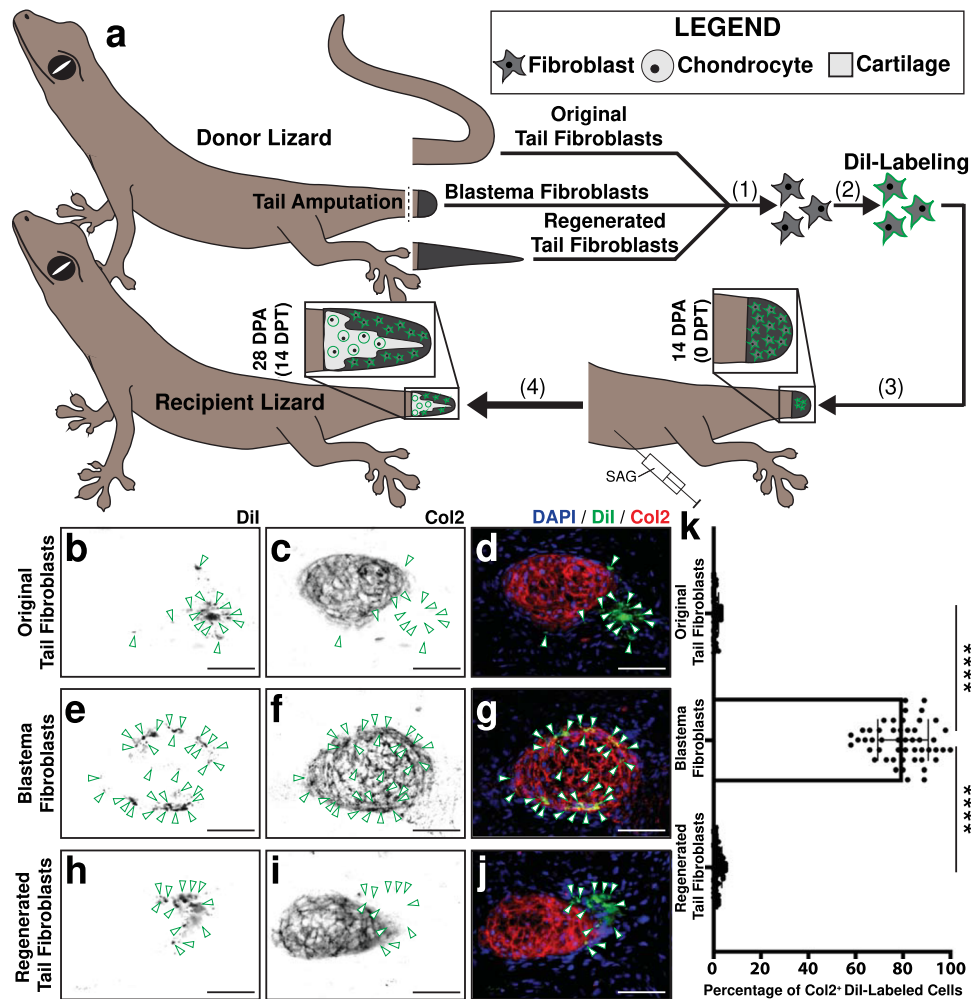 a
LEGEND
Fibroblast
Chondrocyte
Cartilage
Donor Lizard
Original
Tail Fibroblasts
Tail Amputation
Blastema Fibroblasts
Regenerated
Tail Fibroblasts
(1)
(2)
DiI-Labeling
28 DPA
(14 DPT)
14 DPA
(0 DPT)
(3)
(4)
Recipient Lizard
SAG
DiI
Col2
DAPI / DiI / Col2
b
c
d
Original
Tail Fibroblasts
e
f
g
Blastema
Fibroblasts
h
i
j
Regenerated
Tail Fibroblasts
k
Original
Tail Fibroblasts
Blastema
Fibroblasts
Regenerated
Tail Fibroblasts
****
****
0 20 40 60 80 100
Percentage of Col2+ DiI-Labeled Cells